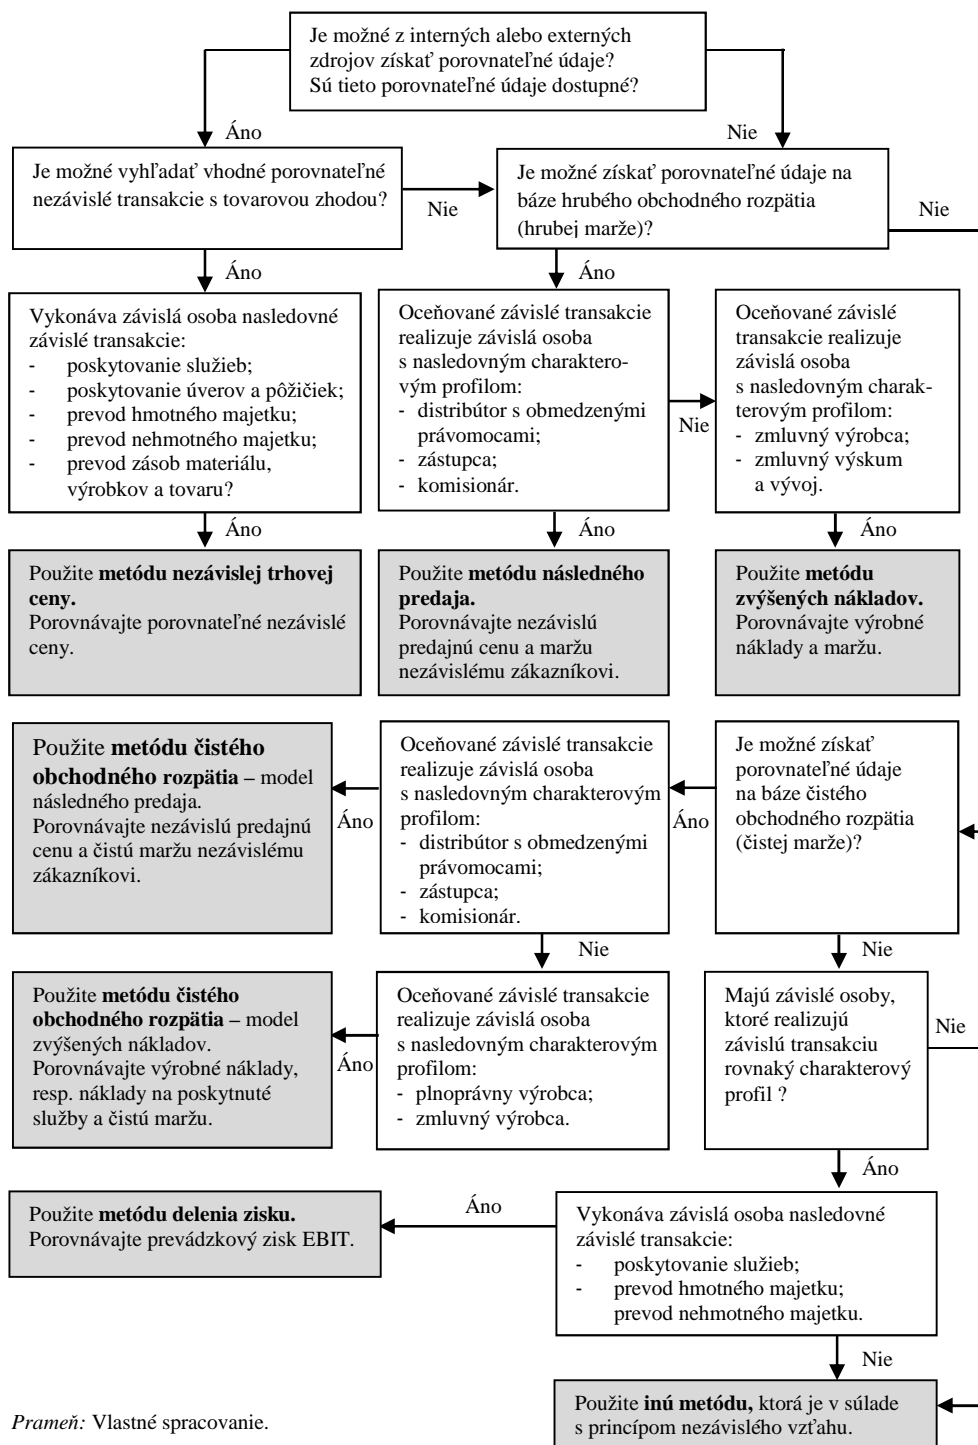 Je možné z interných alebo externých
zdrojov získať porovnateľné údaje?
Sú tieto porovnateľné údaje dostupné?
Áno
Nie
Je možné vyhľadať vhodné porovnateľné
nezávislé transakcie s tovarovou zhodou?
Nie
Je možné získať porovnateľné údaje na
báze hrubého obchodného rozpätia
(hrubej marže)?
Nie
Áno
Áno
Vykonáva závislá osoba nasledovné
závislé transakcie:
- poskytovanie služieb;
- poskytovanie úverov a pôžičiek;
- prevod hmotného majetku;
- prevod nehmotného majetku;
- prevod zásob materiálu,
výrobkov a tovaru?
Oceňované závislé transakcie
realizuje závislá osoba
s nasledovným charaktero-
vým profilom:
- distribútor s obmedzenými
právomocami;
- zástupca;
- komisionár.
Nie
Oceňované závislé
transakcie realizuje
závislá osoba
s nasledovným charak-
terovým profilom:
- zmluvný výrobca;
- zmluvný výskum
a vývoj.
Áno
Áno
Áno
Použite metódu nezávislej trhovej
ceny.
Porovnávajte porovnateľné nezávislé
ceny.
Použite metódu následného
predaja.
Porovnávajte nezávislú
predajnú cenu a maržu
nezávislému zákazníkovi.
Použite metódu
zvýšených nákladov.
Porovnávajte výrobné
náklady a maržu.
Použite metódu čistého
obchodného rozpätia – model
následného predaja.
Porovnávajte nezávislú predajnú
cenu a čistú maržu nezávislému
zákazníkovi.
Áno
Oceňované závislé transakcie
realizuje závislá osoba
s nasledovným charakterovým
profilom:
- distribútor s obmedzenými
právomocami;
- zástupca;
- komisionár.
Áno
Je možné získať
porovnateľné údaje
na báze čistého
obchodného rozpätia
(čistej marže)?
Nie
Nie
Použite metódu čistého
obchodného rozpätia – model
zvýšených nákladov.
Porovnávajte výrobné náklady,
resp. náklady na poskytnuté
služby a čistú maržu.
Áno
Oceňované závislé transakcie
realizuje závislá osoba
s nasledovným charakterovým
profilom:
- plnoprávny výrobca;
- zmluvný výrobca.
Majú závislé osoby,
ktoré realizujú
závislú transakciu
rovnaký charakterový
profil ?
Nie
Áno
Použite metódu delenia zisku.
Porovnávajte prevádzkový zisk EBIT.
Áno
Vykonáva závislá osoba nasledovné
závislé transakcie:
- poskytovanie služieb;
- prevod hmotného majetku;
prevod nehmotného majetku.
Nie
Použite inú metódu, ktorá je v súlade
s princípom nezávislého vzťahu.
Prameň: Vlastné spracovanie.